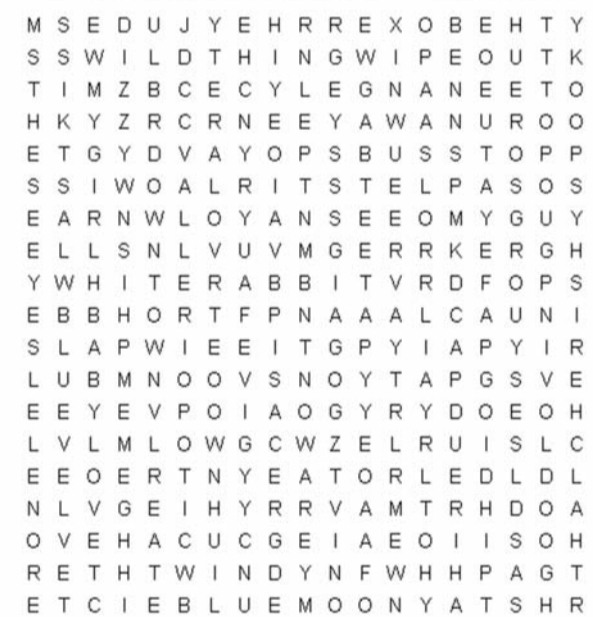 M S E D U J Y E H R R E X O B E H T Y
S S W I L D T H I N G W I P E O U T K
T I M Z B C E C Y L E G N A N E E T O
H K Y Z R C R N E E Y A W A N U R O O
E T G Y D V A Y O P S B U S S T O P P
S S I W O A L R I T S T E L P A S O S
E A R N W L O Y A N S E E O M Y G U Y
E L L S N L V U V M G E R R K E R G H
Y W H I T E R A B B I T V R D F O P S
E B B H O R T F P N A A A L C A U N I
S L A P W I E E I T G P Y I A P Y I R
L U B M N O O V S N O Y T A P G S V E
E E Y E V P O I A O G Y R Y D O E O H
L V L M L O W G C W Z E L R U I S L C
E E O E R T N Y E A T O R L E D L D L
N L V G E I H Y R R V A M T R H D O A
O V E H A C U C G E I A E O I I S O H
R E T H T W I N D Y N F W H H P A G T
E T C I E B L U E M O O N Y A T S H R